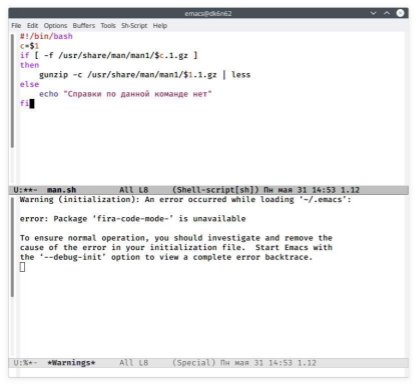 emacs@dk6n62
File Edit Options Buffers Tools Sh-Script Help
#!/bin/bash
c=$1
if [ -f /usr/share/man/man1/$c.1.gz ]
then
    gunzip -c /usr/share/man/man1/$1.1.gz | less
else
    echo "Справки по данной команде нет"
fi
U:**-  man.sh         All L8     (Shell-script[sh]) Пн мая 31 14:53 1.12
Warning (initialization): An error occurred while loading ‘~/.emacs’:
error: Package ‘fira-code-mode-’ is unavailable
To ensure normal operation, you should investigate and remove the
cause of the error in your initialization file.  Start Emacs with
the ‘--debug-init’ option to view a complete error backtrace.
U:%*-  *Warnings*     All L8     (Special) Пн мая 31 14:53 1.12